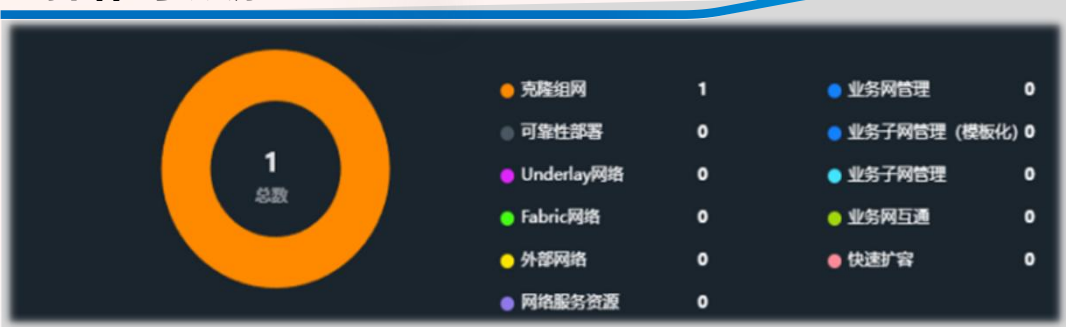 1
总数
克隆组网 1
可靠性部署 0
Underlay网络 0
Fabric网络 0
外部网络 0
网络服务资源 0
业务网管理 0
业务子网管理（模板化） 0
业务子网管理 0
业务网互通 0
快速扩容 0